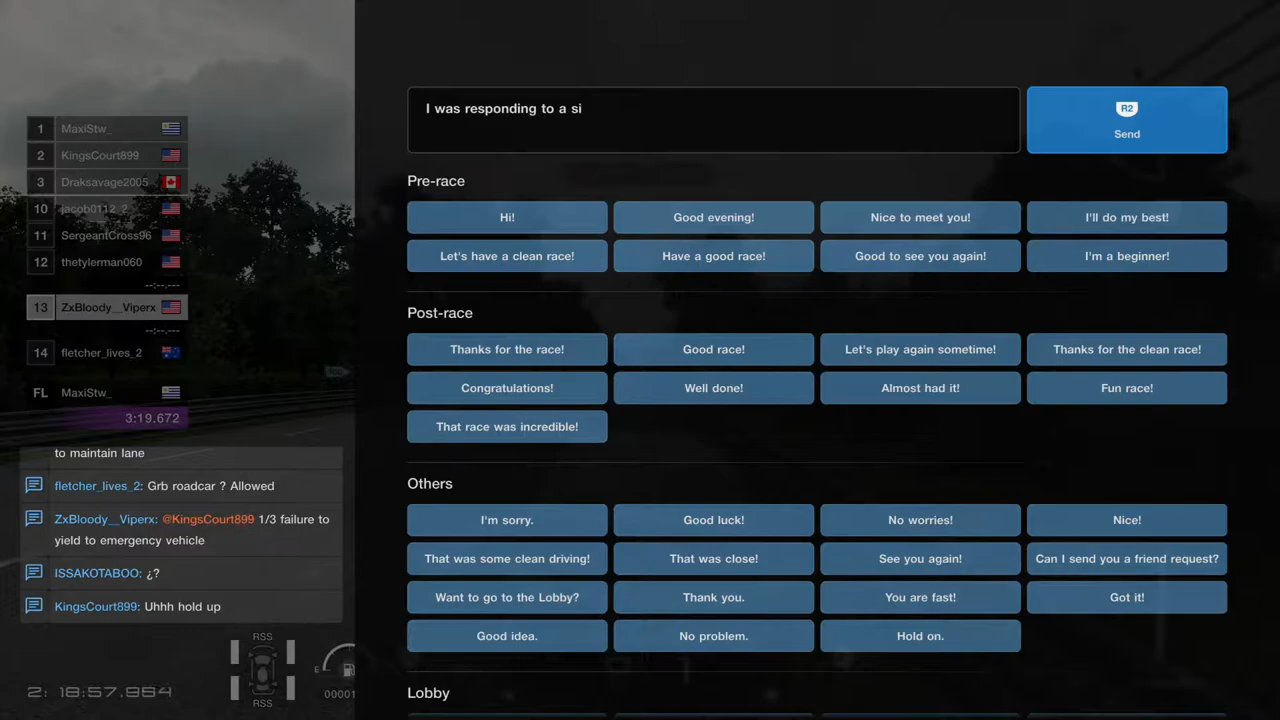 1 MaxiStw_
2 KingsCourt899
3 Draksavage2005
10 jacob0112_2
11 SergeantCross96
12 thetylerman060
--:--.---
13 ZxBloody__Viperx
--:--.---
14 fletcher_lives_2
FL MaxiStw_
3:19.672
to maintain lane
fletcher_lives_2: Grb roadcar ? Allowed
ZxBloody__Viperx: @KingsCourt899 1/3 failure to
yield to emergency vehicle
ISSAKOTABOO: ¿?
KingsCourt899: Uhhh hold up
RSS
E
RSS
00001
2: 18:57.964
I was responding to a si
R2
Send
Pre-race
Hi! Good evening! Nice to meet you! I'll do my best!
Let's have a clean race! Have a good race! Good to see you again! I'm a beginner!
Post-race
Thanks for the race! Good race! Let's play again sometime! Thanks for the clean race!
Congratulations! Well done! Almost had it! Fun race!
That race was incredible!
Others
I'm sorry. Good luck! No worries! Nice!
That was some clean driving! That was close! See you again! Can I send you a friend request?
Want to go to the Lobby? Thank you. You are fast! Got it!
Good idea. No problem. Hold on.
Lobby